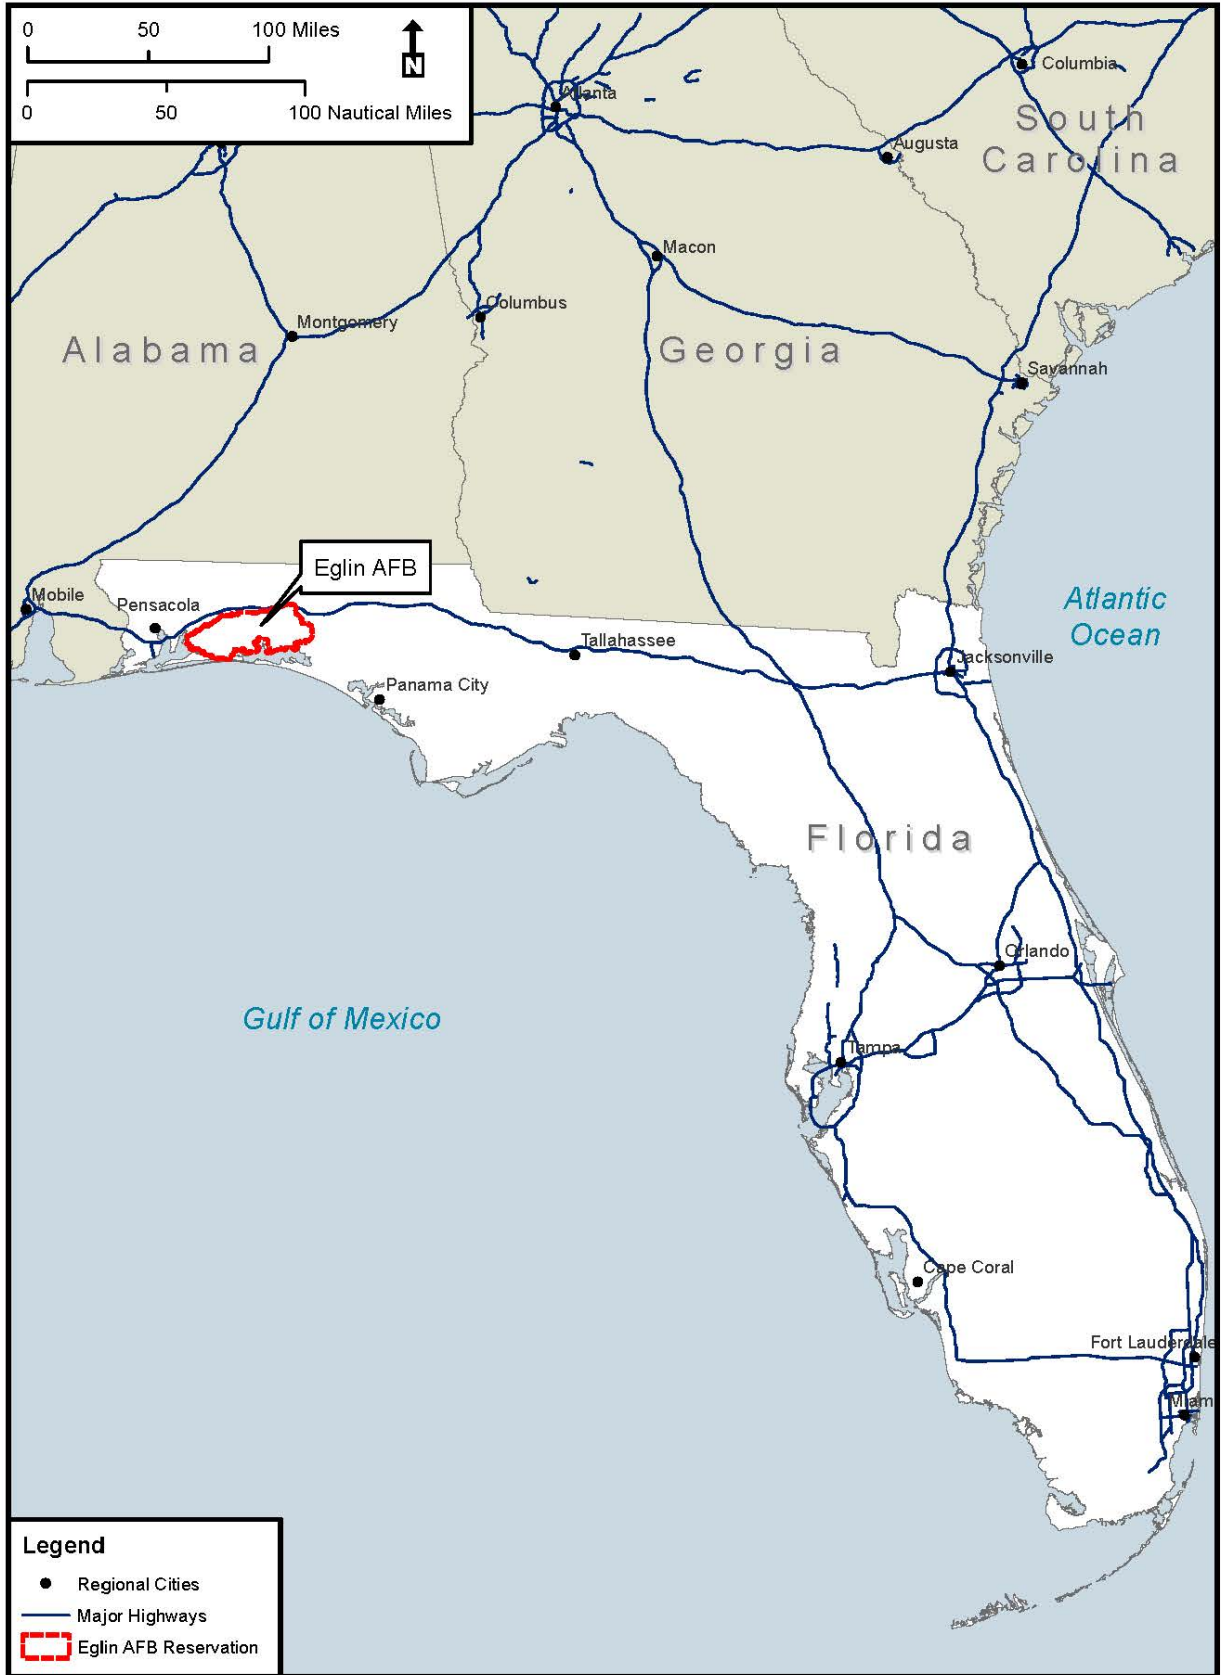 0 50 100 Miles
N
0 50 100 Nautical Miles
Atlanta
Columbia
South
Carolina
Augusta
Macon
Columbus
Montgomery
Alabama
Georgia
Savannah
Eglin AFB
Mobile
Pensacola
Atlantic
Ocean
Tallahassee
Jacksonville
Panama City
Florida
Orlando
Gulf of Mexico
Tampa
Cape Coral
Fort Lauderdale
Miam
Legend
Regional Cities
Major Highways
Eglin AFB Reservation